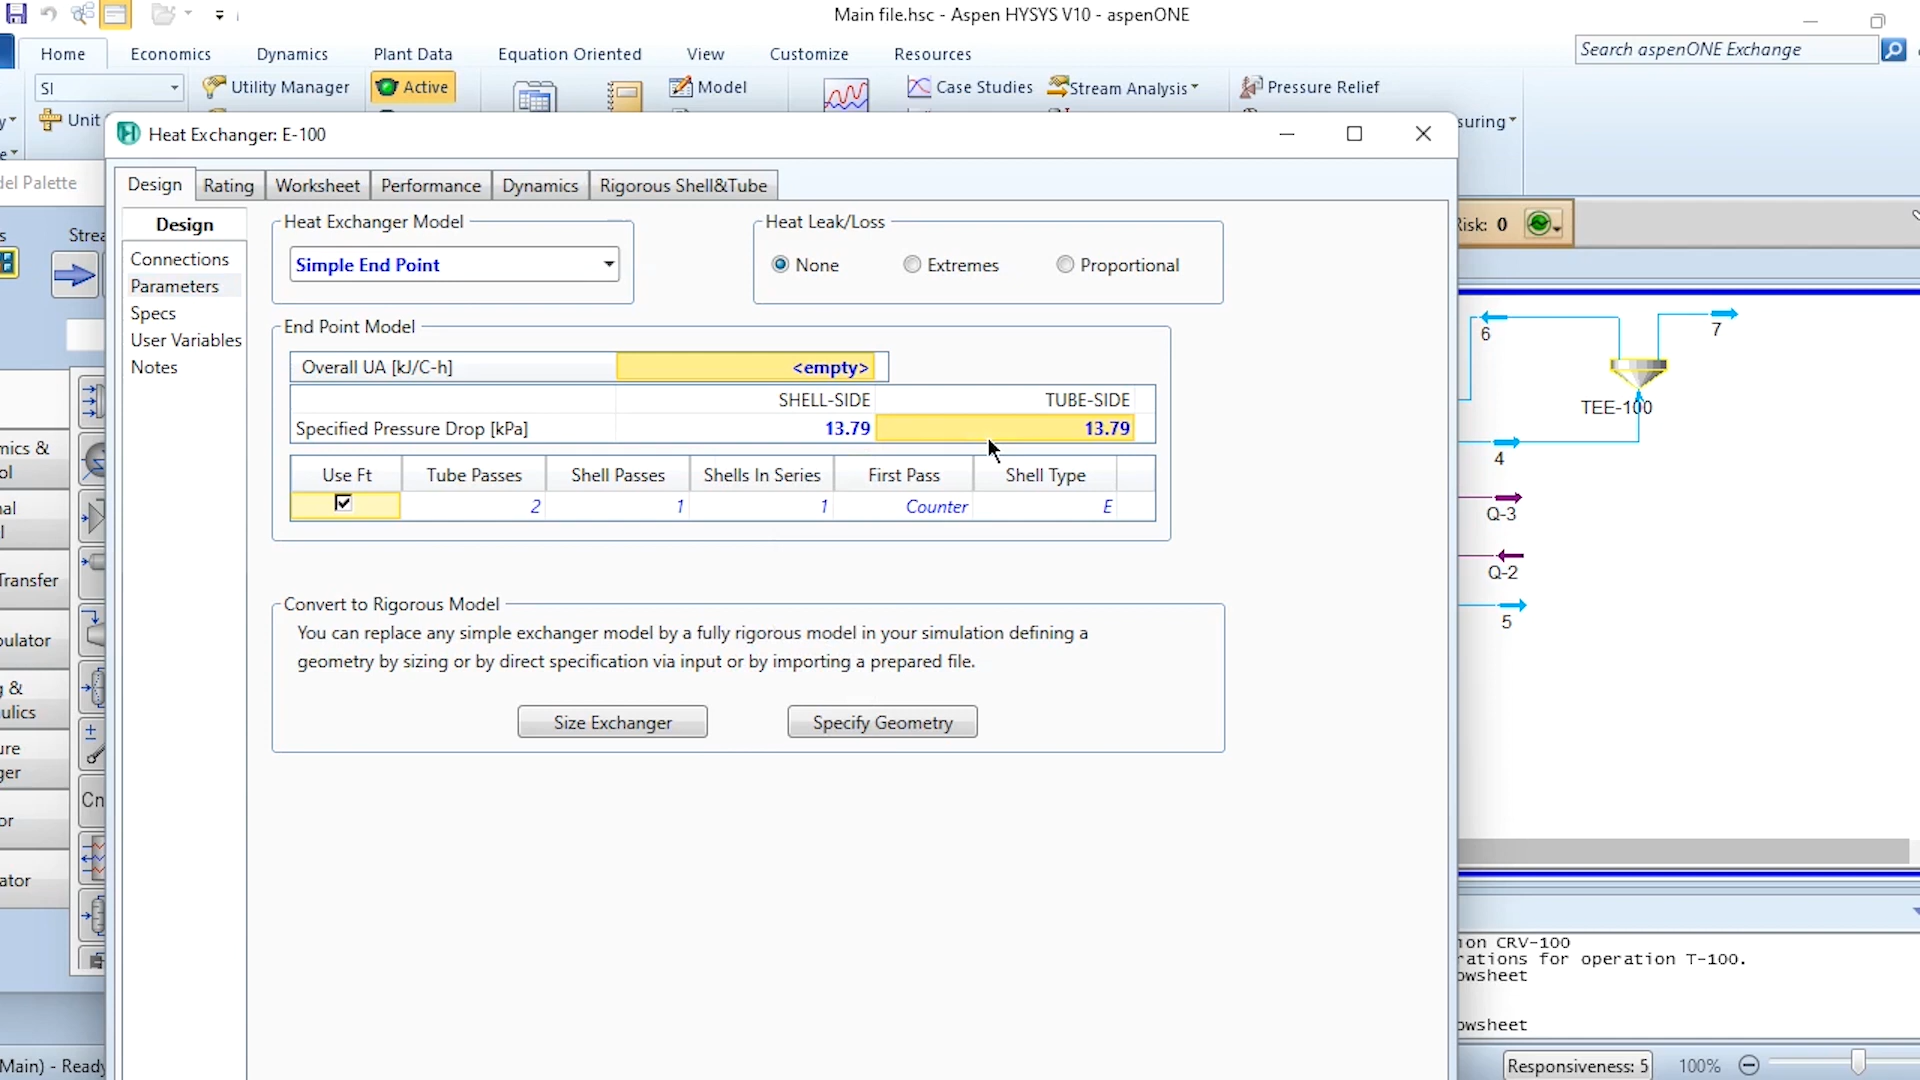 Main file.hsc - Aspen HYSYS V10 - aspenONE
Home Economics Dynamics Plant Data Equation Oriented View Customize Resources
Search aspenONE Exchange
SI Utility Manager Active Model Case Studies Stream Analysis Pressure Relief
Unit
Heat Exchanger: E-100
Design Rating Worksheet Performance Dynamics Rigorous Shell&Tube
Palette
Design
Connections
Parameters
Specs
User Variables
Notes
Heat Exchanger Model
Simple End Point
Heat Leak/Loss
None Extremes Proportional
End Point Model
Overall UA [kJ/C-h] <empty>
SHELL-SIDE TUBE-SIDE
Specified Pressure Drop [kPa] 13.79 13.79
Use Ft Tube Passes Shell Passes Shells In Series First Pass Shell Type
2 1 1 Counter E
Convert to Rigorous Model
You can replace any simple exchanger model by a fully rigorous model in your simulation defining a
geometry by sizing or by direct specification via input or by importing a prepared file.
Size Exchanger Specify Geometry
Risk: 0
6
7
TEE-100
4
Q-3
Q-2
5
CRV-100
rations for operation T-100.
owsheet
owsheet
Main) - Ready
Responsiveness: 5 100%